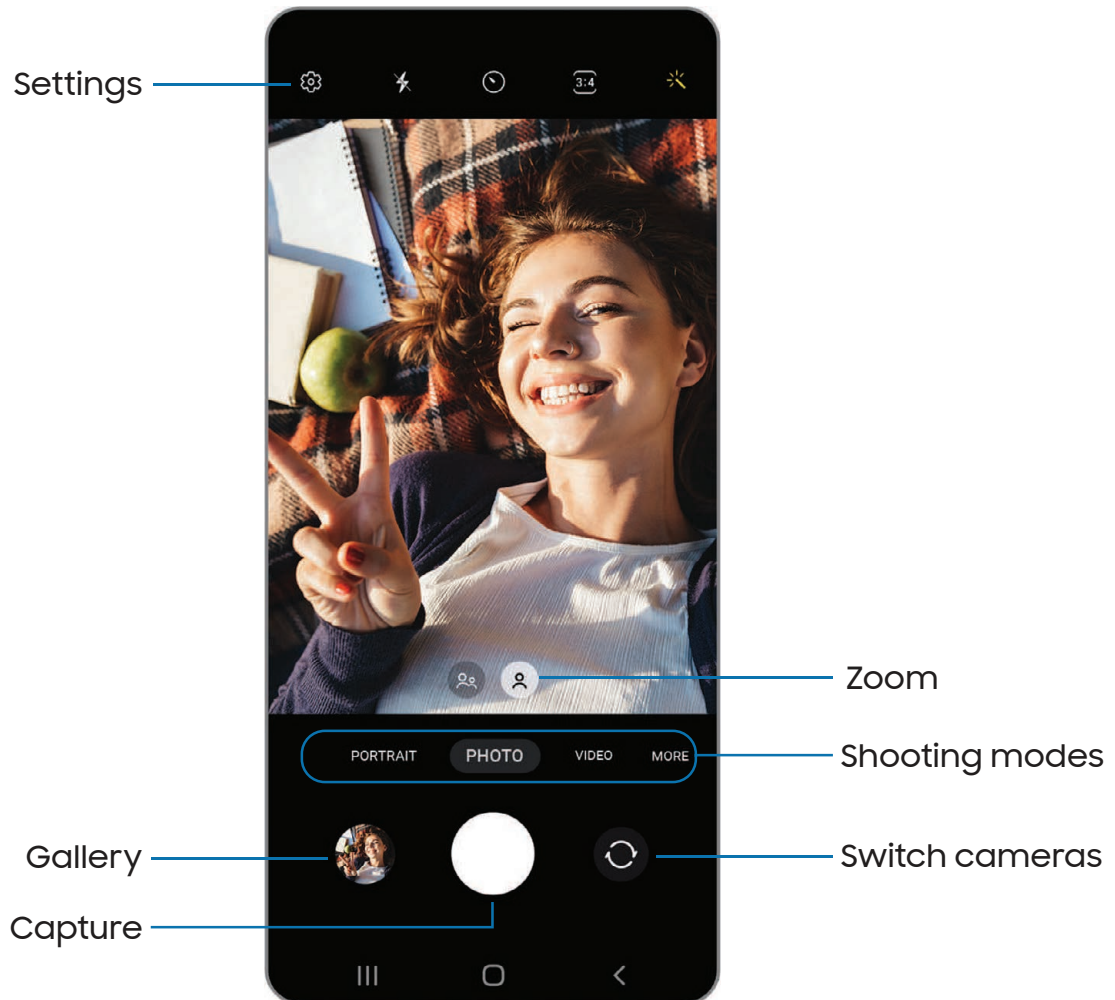 Settings
3:4
Zoom
PORTRAIT PHOTO VIDEO MORE
Shooting modes
Gallery
Switch cameras
Capture